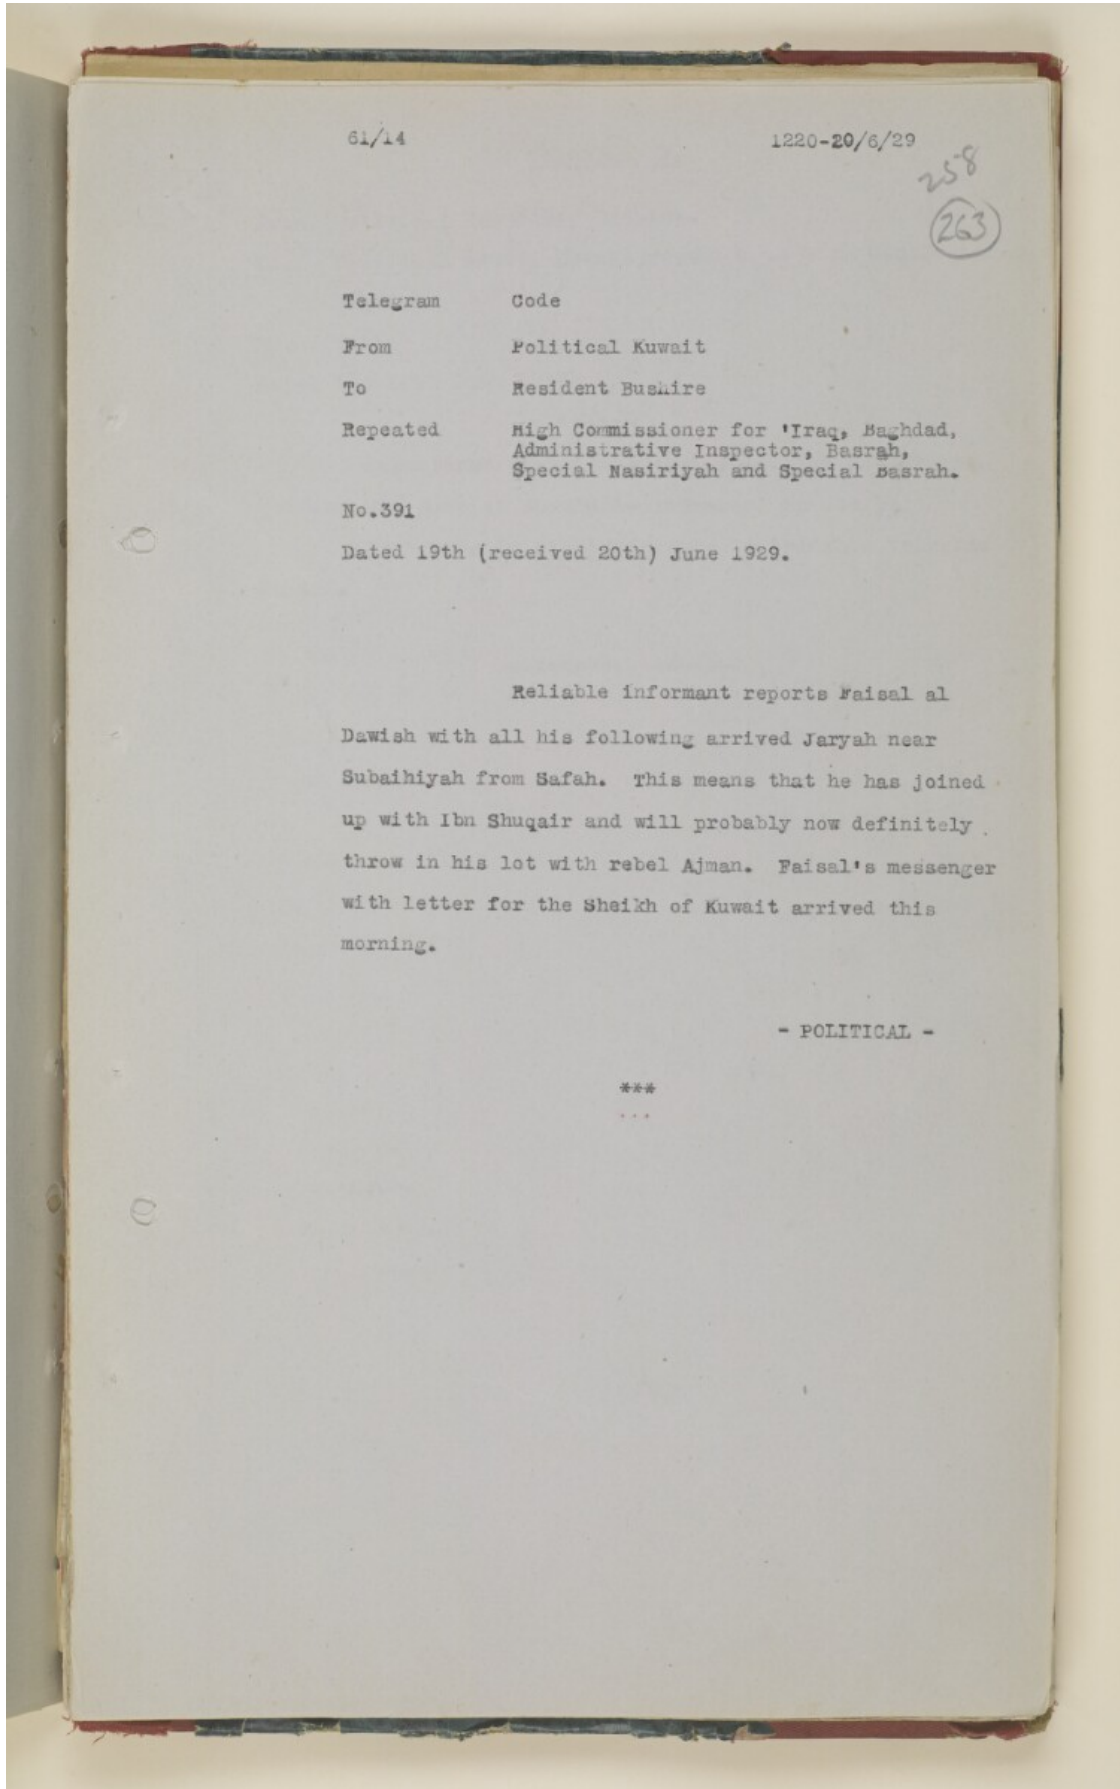 61/14 1220-20/6/29
258
263
Telegram Code
From Political Kuwait
To Resident Bushire
Repeated High Commissioner for 'Iraq, Baghdad,
Administrative Inspector, Basrah,
Special Nasiriyah and Special Basrah.
No.391
Dated 19th (received 20th) June 1929.
Reliable informant reports Faisal al
Dawish with all his following arrived Jaryah near
Subaihiyah from Safah. This means that he has joined
up with Ibn Shuqair and will probably now definitely
throw in his lot with rebel Ajman. Faisal's messenger
with letter for the Sheikh of Kuwait arrived this
morning.
- POLITICAL -
***
...